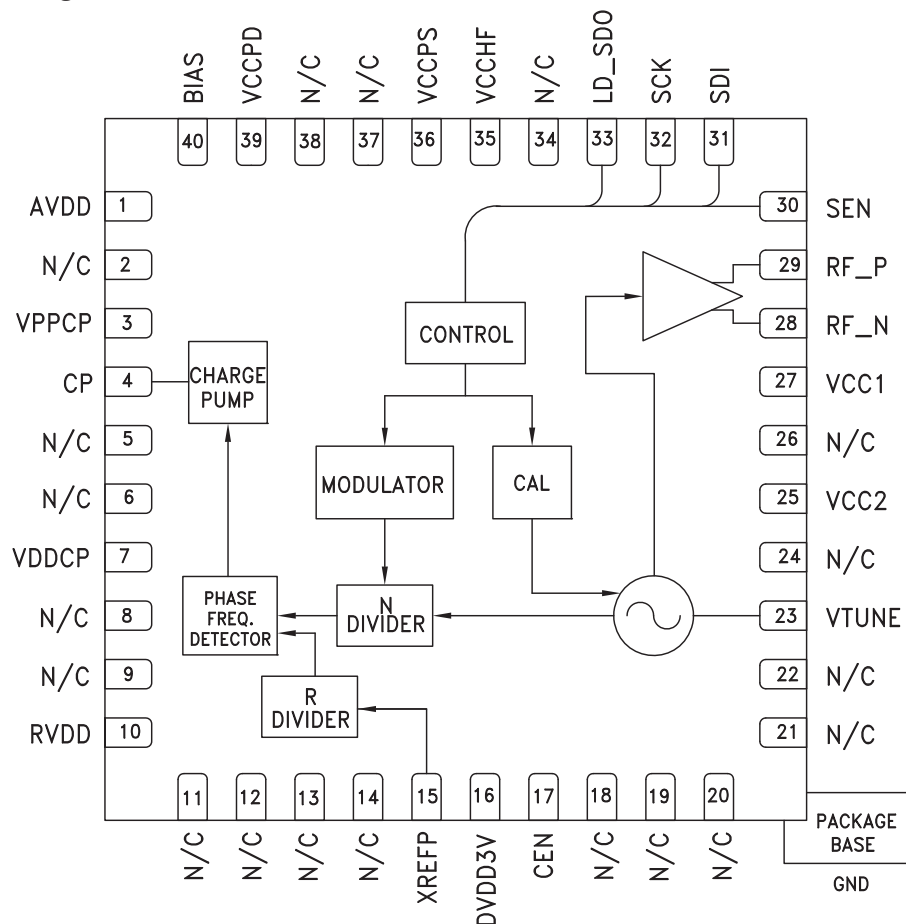 BIAS
VCCPD
N/C
N/C
VCCPS
VCCHF
N/C
LD_SDO
SCK
SDI
40
39
38
37
36
35
34
33
32
31
AVDD 1
N/C 2
VPPCP 3
CP 4
N/C 5
N/C 6
VDDCP 7
N/C 8
N/C 9
RVDD 10
30 SEN
29 RF_P
28 RF_N
27 VCC1
26 N/C
25 VCC2
24 N/C
23 VTUNE
22 N/C
21 N/C
CONTROL
CHARGE
PUMP
MODULATOR
CAL
PHASE
FREQ.
DETECTOR
N
DIVIDER
R
DIVIDER
11
12
13
14
15
16
17
18
19
20
N/C
N/C
N/C
N/C
XREFP
DVDD3V
CEN
N/C
N/C
N/C
PACKAGE
BASE
GND